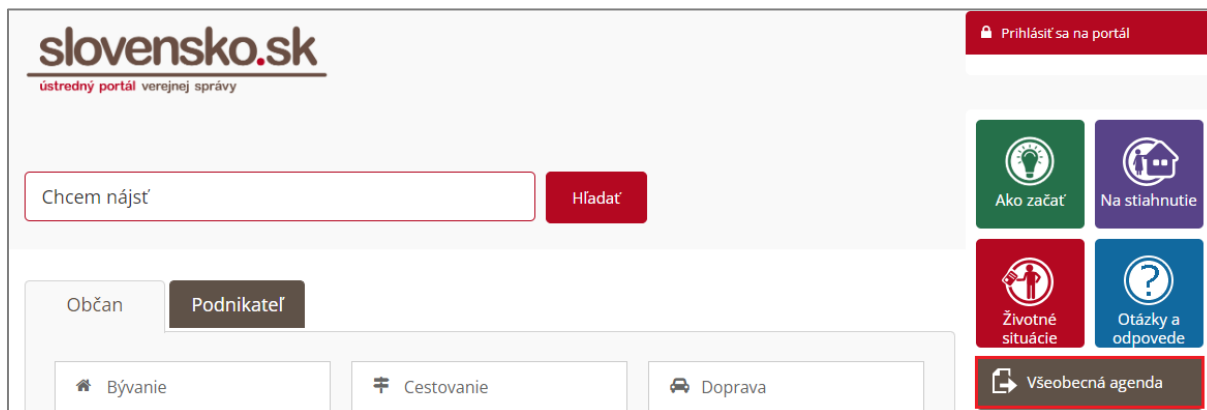 slovensko.sk
ústredný portál verejnej správy
Prihlásiť sa na portál
Chcem nájsť
Hľadať
Ako začať
Na stiahnutie
Životné
situácie
Otázky a
odpovede
Všeobecná agenda
Občan
Podnikateľ
Bývanie
Cestovanie
Doprava